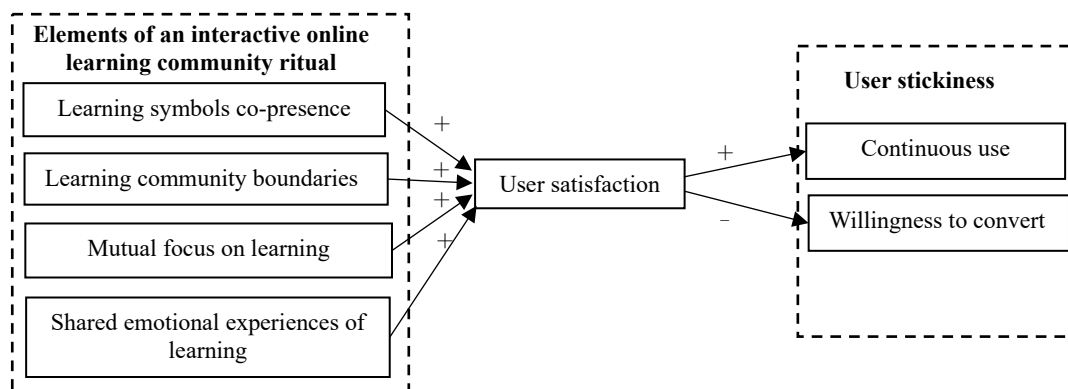 Elements of an interactive online
learning community ritual
Learning symbols co-presence
Learning community boundaries
Mutual focus on learning
Shared emotional experiences of
learning
+
+
+
+
User satisfaction
+
-
User stickiness
Continuous use
Willingness to convert